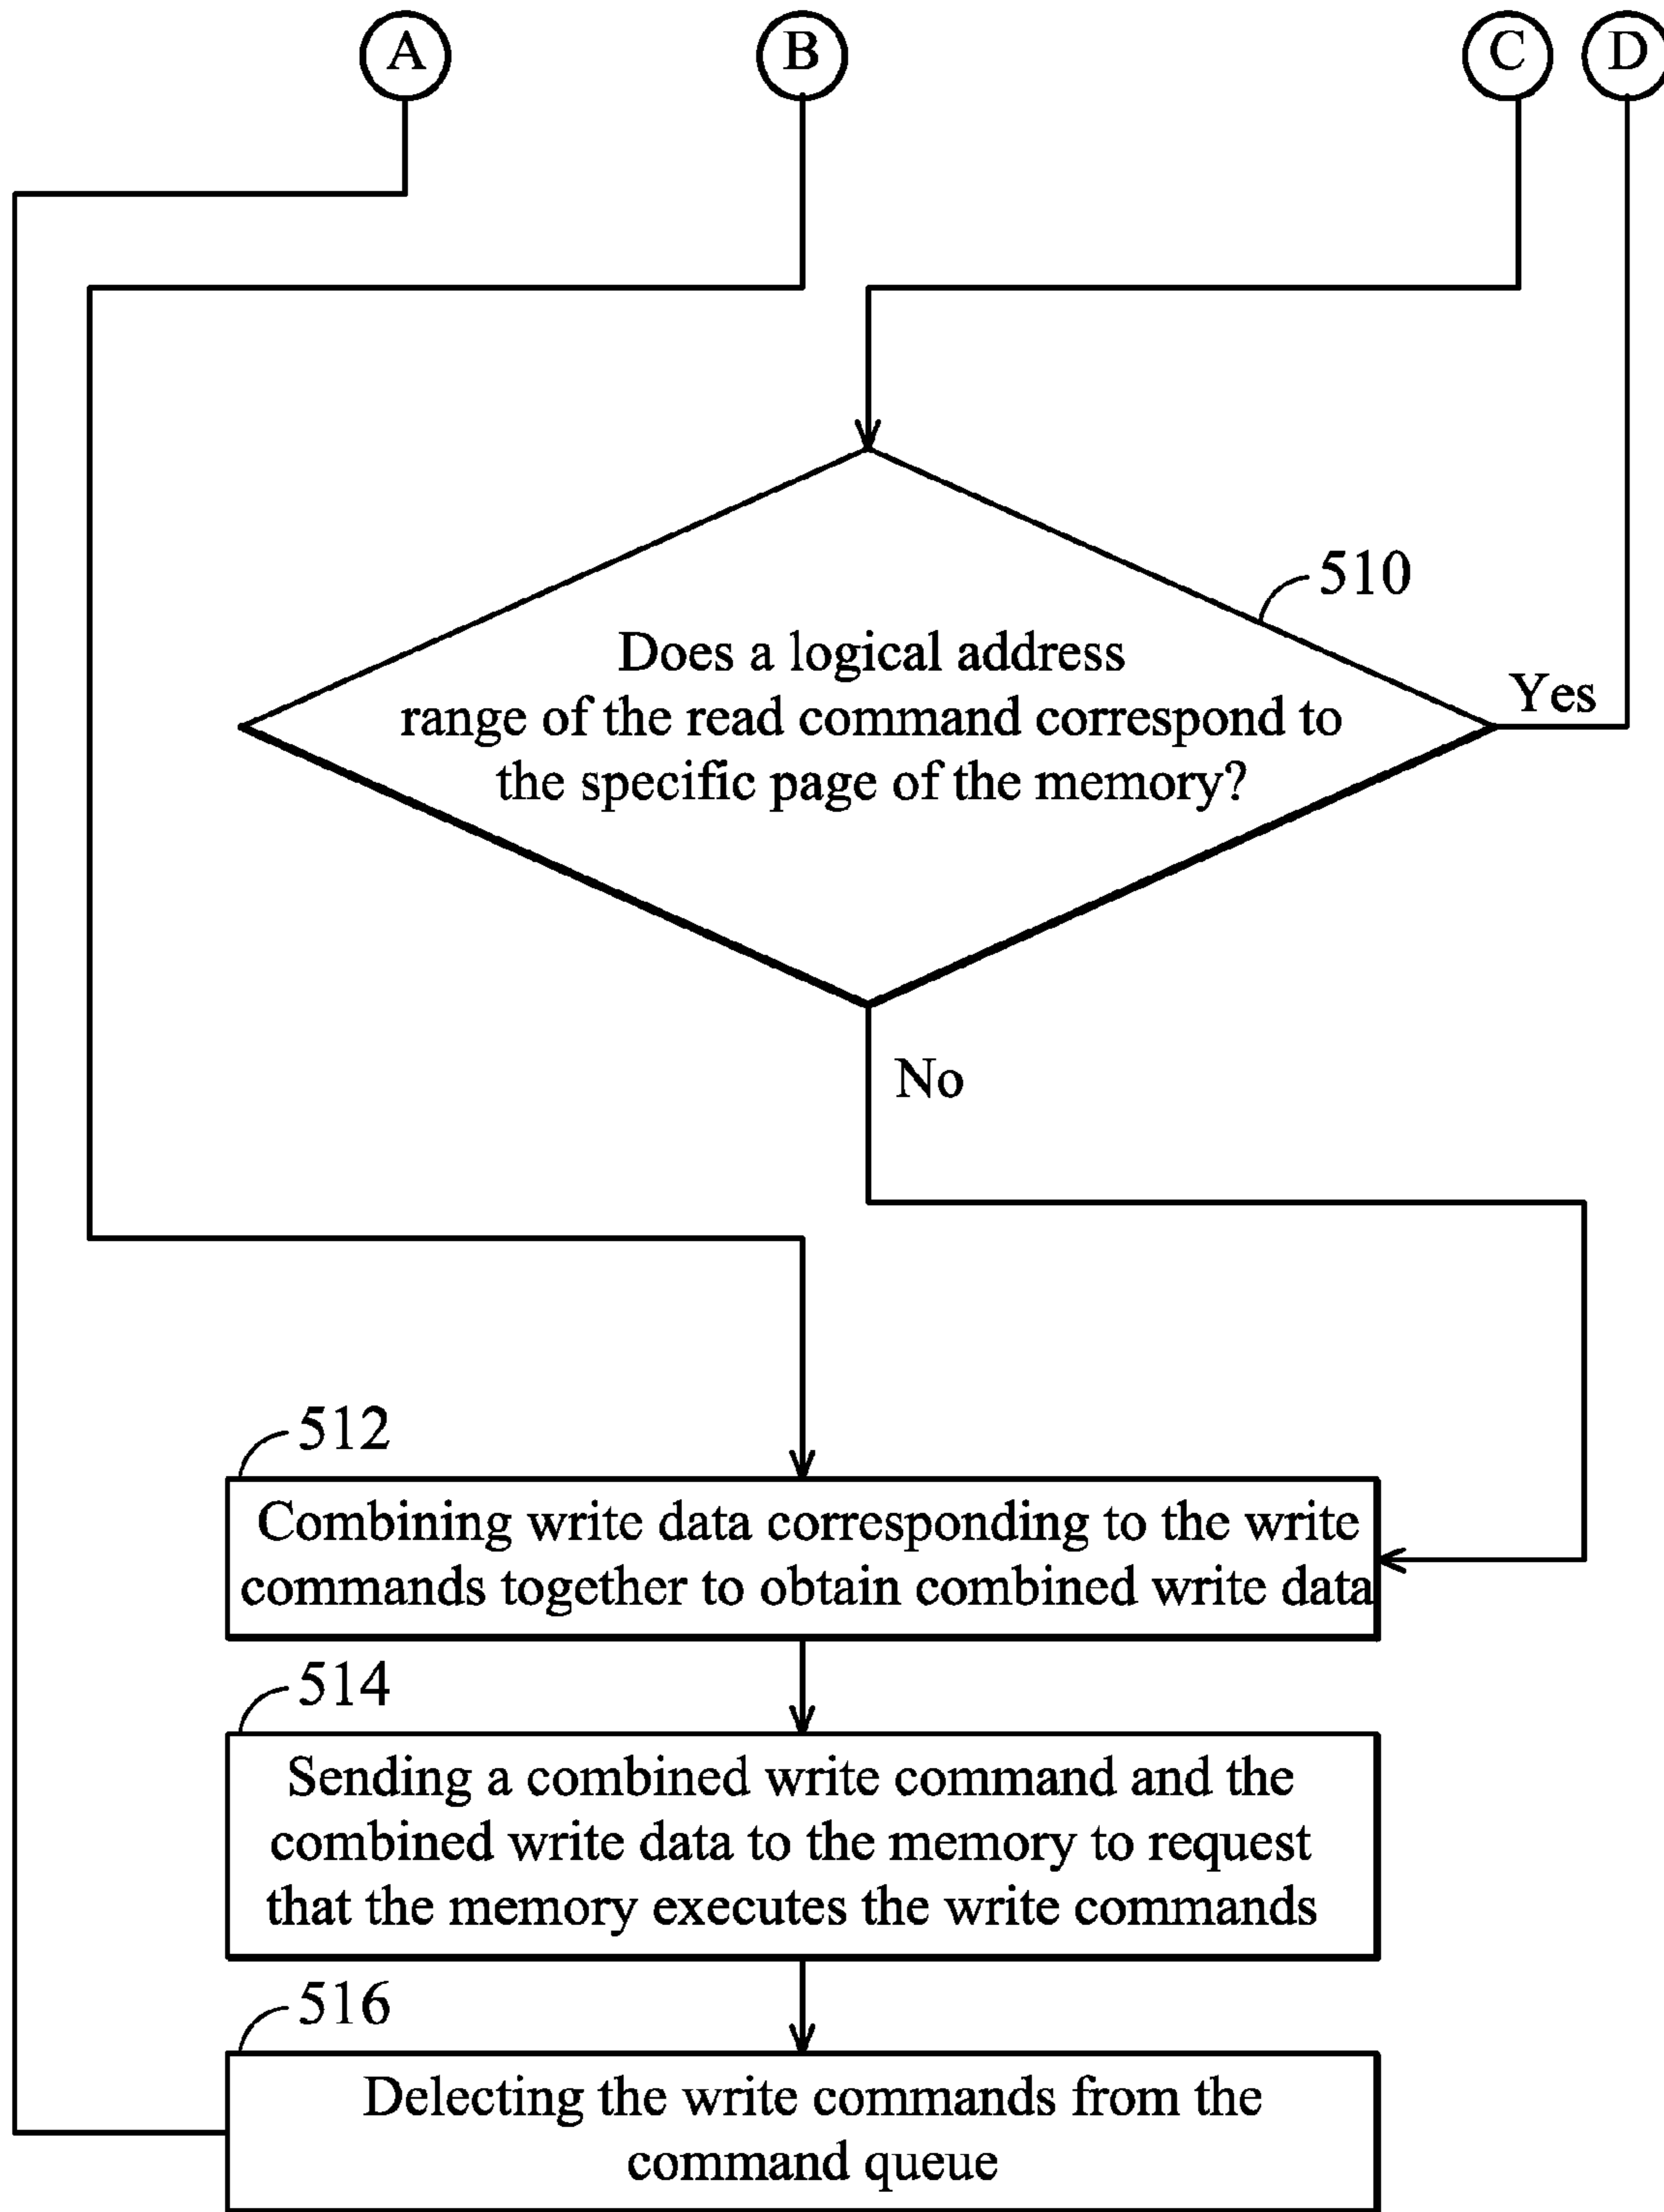 A
B
C
D
510
Does a logical address
range of the read command correspond to
the specific page of the memory?
Yes
No
512
Combining write data corresponding to the write
commands together to obtain combined write data
514
Sending a combined write command and the
combined write data to the memory to request
that the memory executes the write commands
516
Delecting the write commands from the
command queue